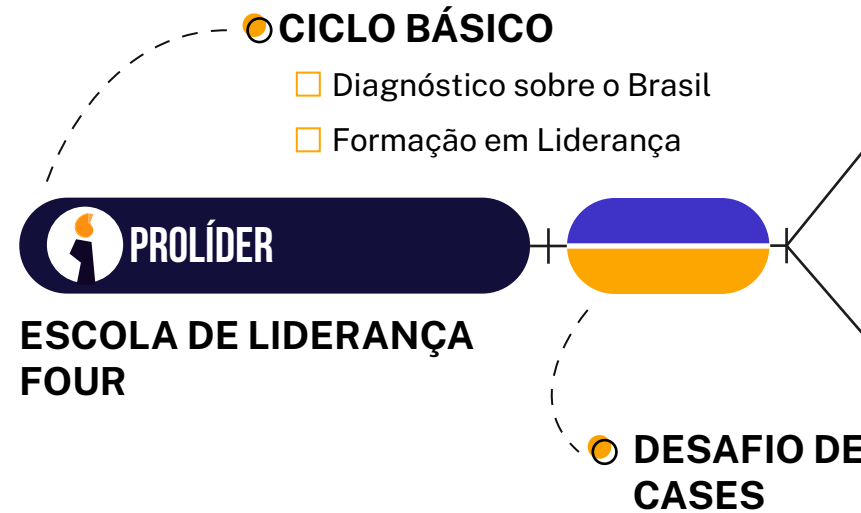 CICLO BÁSICO
Diagnóstico sobre o Brasil
Formação em Liderança
PROLÍDER
ESCOLA DE LIDERANÇA
FOUR
DESAFIO DE
CASES